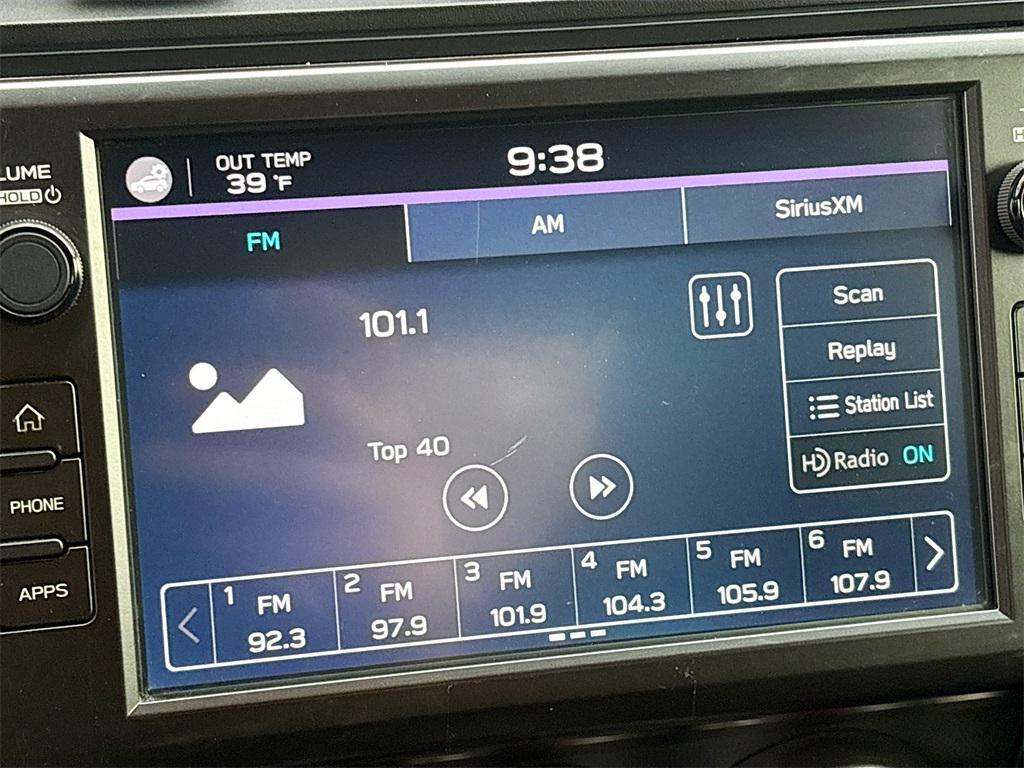 LUME
HOLD
OUT TEMP
39 °F
9:38
FM
AM
SiriusXM
101.1
Top 40
Scan
Replay
Station List
HD Radio ON
PHONE
APPS
1 FM
92.3
2 FM
97.9
3 FM
101.9
4 FM
104.3
5 FM
105.9
6 FM
107.9